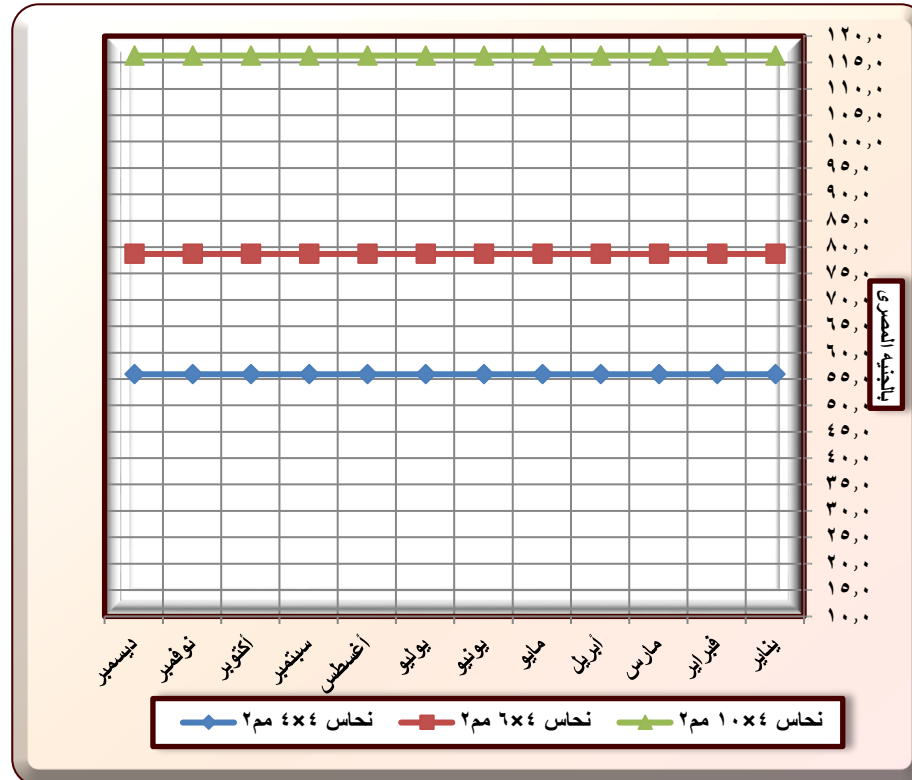 ١٢٠,٠
١١٥,٠
١١٠,٠
١٠٥,٠
١٠٠,٠
٩٥,٠
٩٠,٠
٨٥,٠
٨٠,٠
٧٥,٠
٧٠,٠
٦٥,٠
٦٠,٠
٥٥,٠
٥٠,٠
٤٥,٠
٤٠,٠
٣٥,٠
٣٠,٠
٢٥,٠
٢٠,٠
١٥,٠
١٠,٠
بالجنيه المصرى
يناير
فبراير
مارس
أبريل
مايو
يونيو
يوليو
أغسطس
سبتمبر
أكتوبر
نوفمبر
ديسمبر
نحاس ٤×١٠ مم٢ نحاس ٤×٦ مم٢ نحاس ٤×٤ مم٢